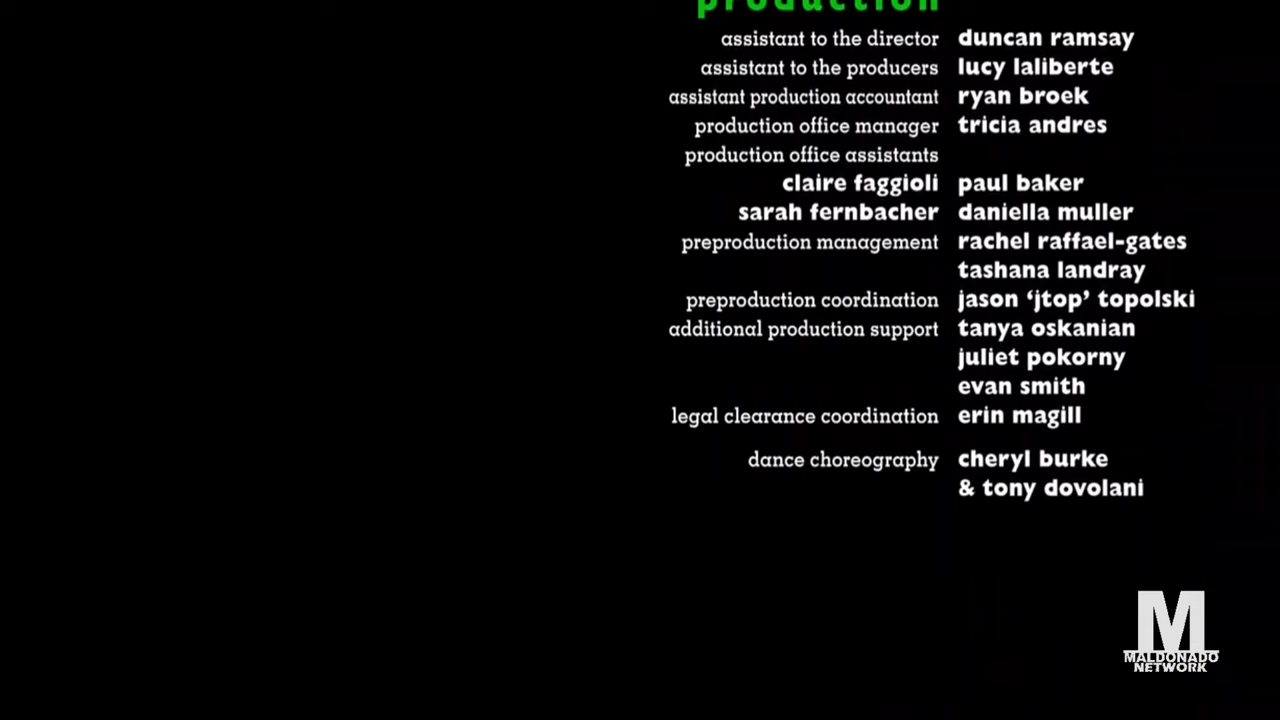 production
assistant to the director duncan ramsay
assistant to the producers lucy laliberte
assistant production accountant ryan broek
production office manager tricia andres
production office assistants
claire faggioli paul baker
sarah fernbacher daniella muller
preproduction management rachel raffael-gates
tashana landray
preproduction coordination jason ‘jtop’ topolski
additional production support tanya oskanian
juliet pokorny
evan smith
legal clearance coordination erin magill
dance choreography cheryl burke
& tony dovolani
M
MALDONADO
NETWORK